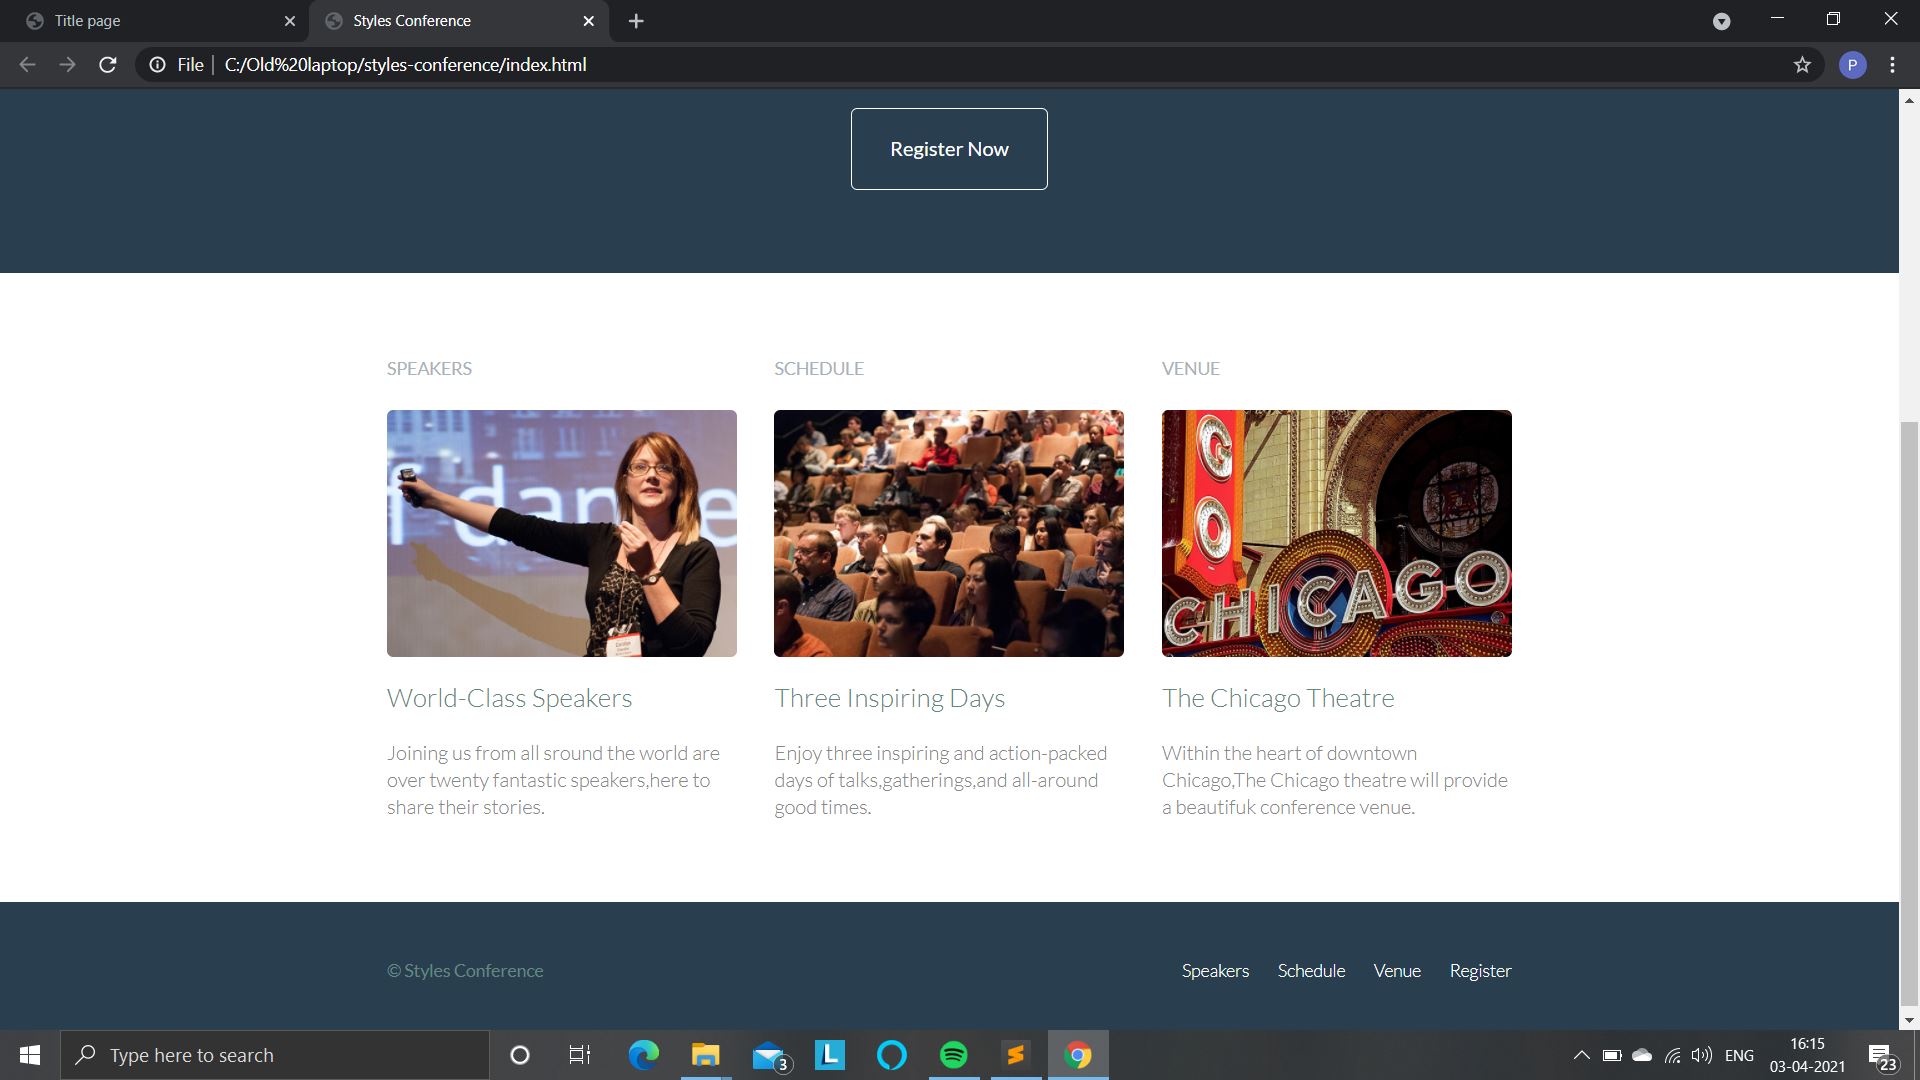 Title page
Styles Conference
File
C:/Old%20laptop/styles-conference/index.html
P
Register Now
SPEAKERS
SCHEDULE
VENUE
f dan e
GO
CHICAGO
World-Class Speakers
Three Inspiring Days
The Chicago Theatre
Joining us from all sround the world are
over twenty fantastic speakers,here to
share their stories.
Enjoy three inspiring and action-packed
days of talks,gatherings,and all-around
good times.
Within the heart of downtown
Chicago,The Chicago theatre will provide
a beautifuk conference venue.
© Styles Conference
Speakers Schedule Venue Register
Type here to search
3
L
ENG
16:15
03-04-2021
23